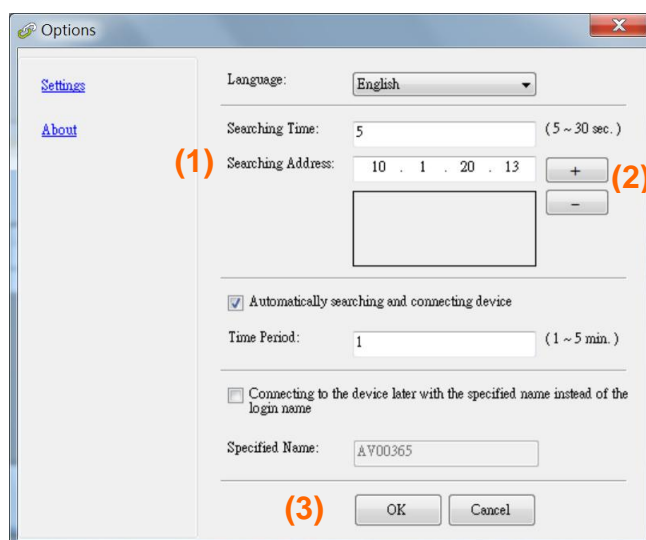 Options
Settings
About
Language: English
Searching Time: 5 ( 5 ~ 30 sec. )
(1) Searching Address: 10 . 1 . 20 . 13 + (2)
-
Automatically searching and connecting device
Time Period: 1 ( 1 ~ 5 min. )
Connecting to the device later with the specified name instead of the
login name
Specified Name: AV00365
(3) OK Cancel